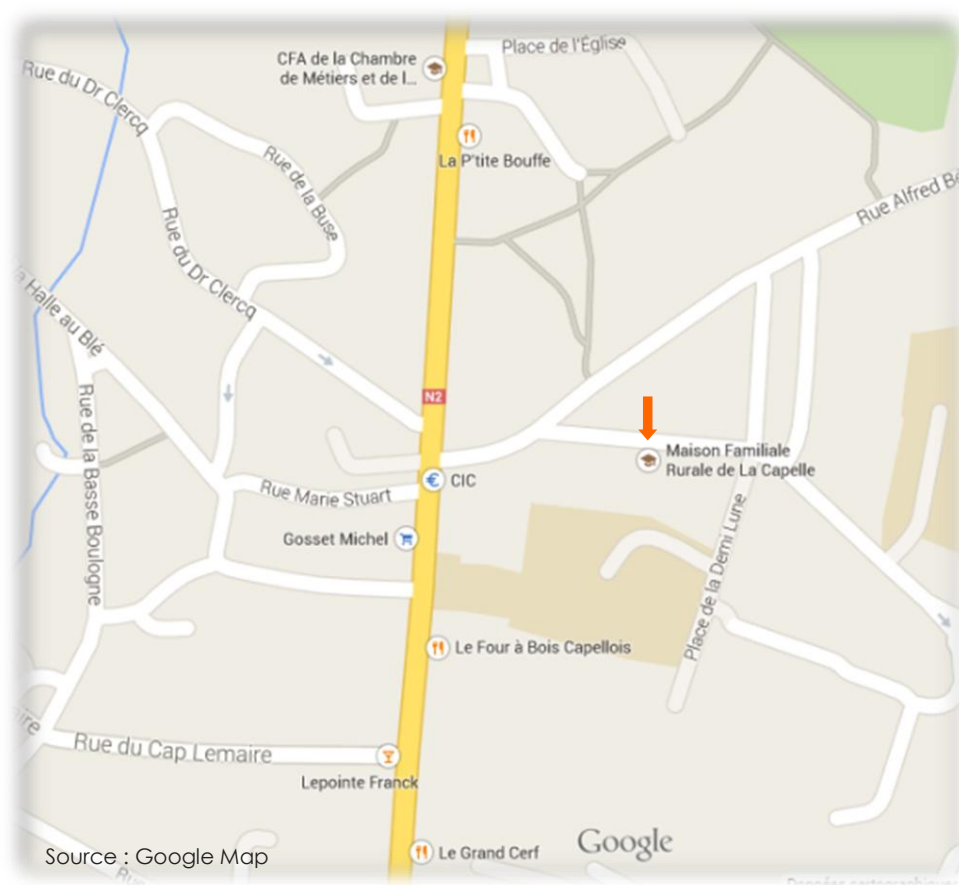 Place de l'Église
CFA de la Chambre
de Métiers et de l...
Rue du Dr Clercq
La P'tite Bouffe
Rue de la Buse
Rue Alfred
Rue du Dr Clercq
Halle au Blé
N2
Rue de la Basse Boulogne
Maison Familiale
Rurale de La Capelle
CIC
Rue Marie Stuart
Gosset Michel
Place de la Demi Lune
Le Four à Bois Capellois
Rue du Cap Lemaire
Lepointe Franck
Google
Le Grand Cerf
Source : Google Map